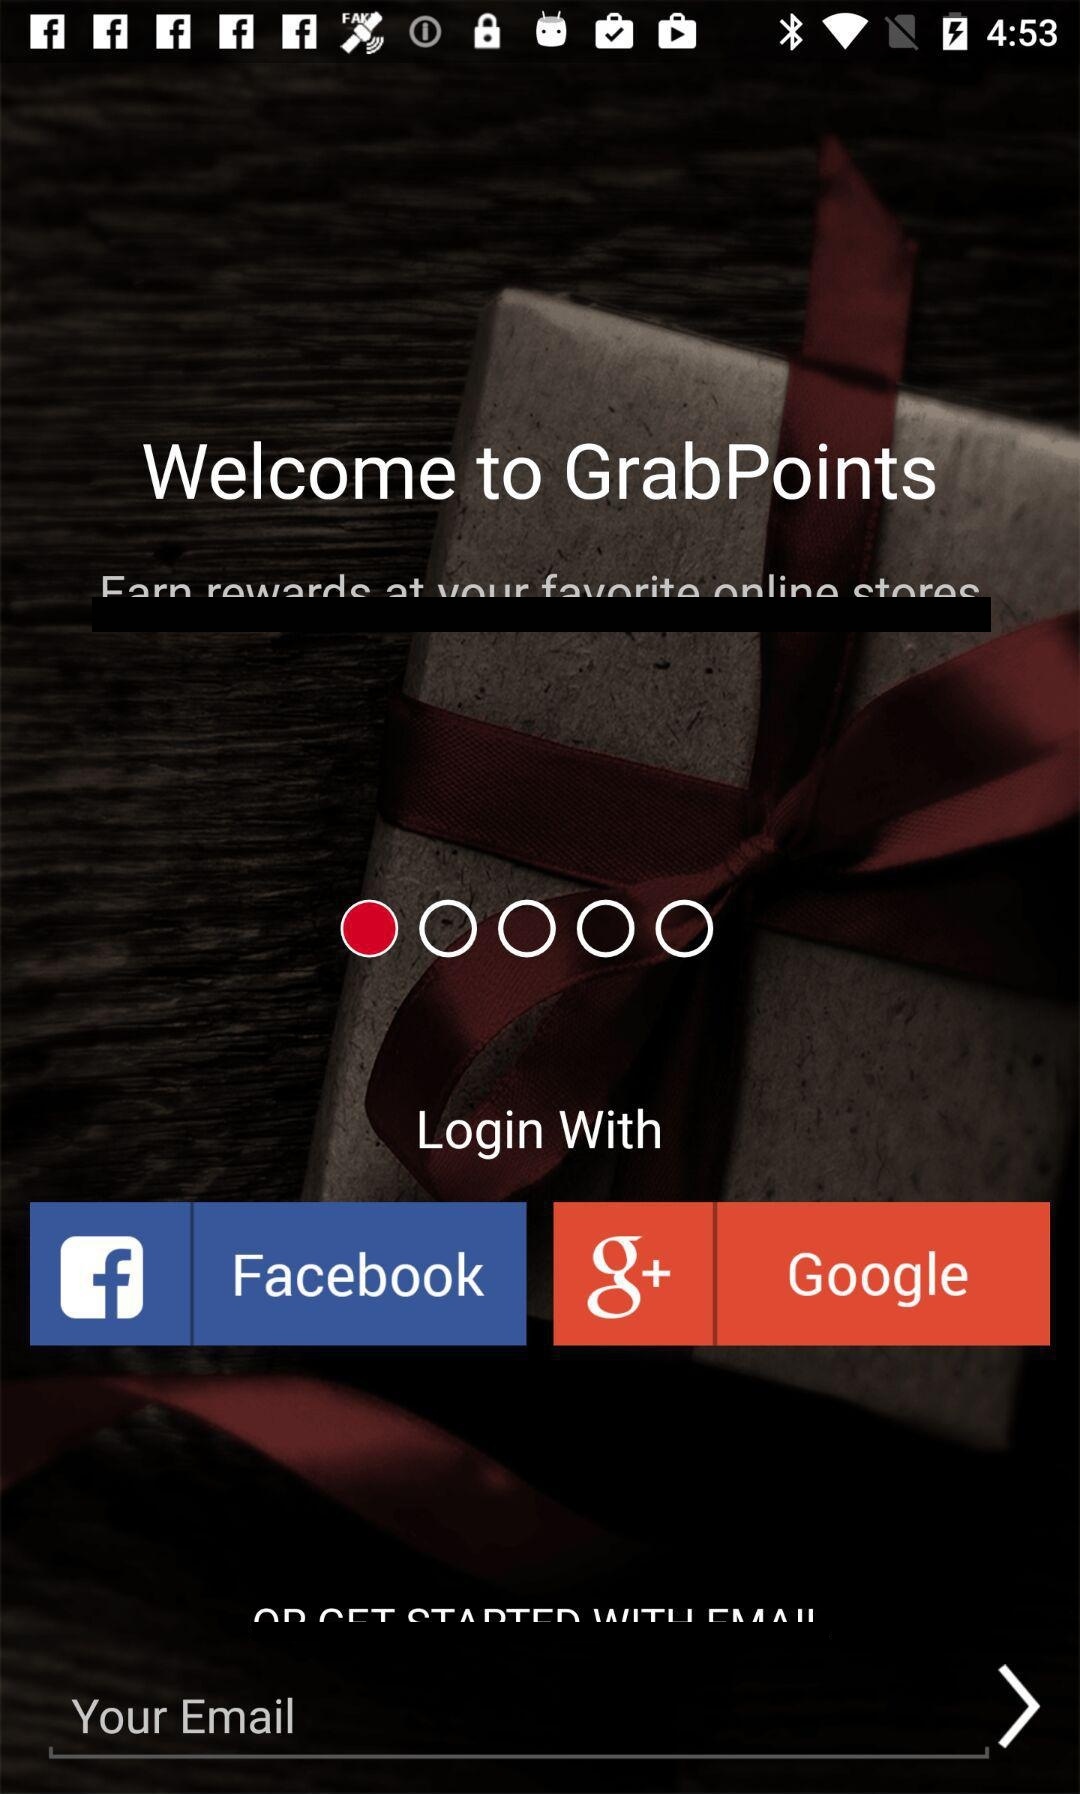 FAKE
4:53
Welcome to GrabPoints
Earn rewards at your favorite online stores
Login With
Facebook
g+
Google
OR GET STARTED WITH EMAIL
Your Email